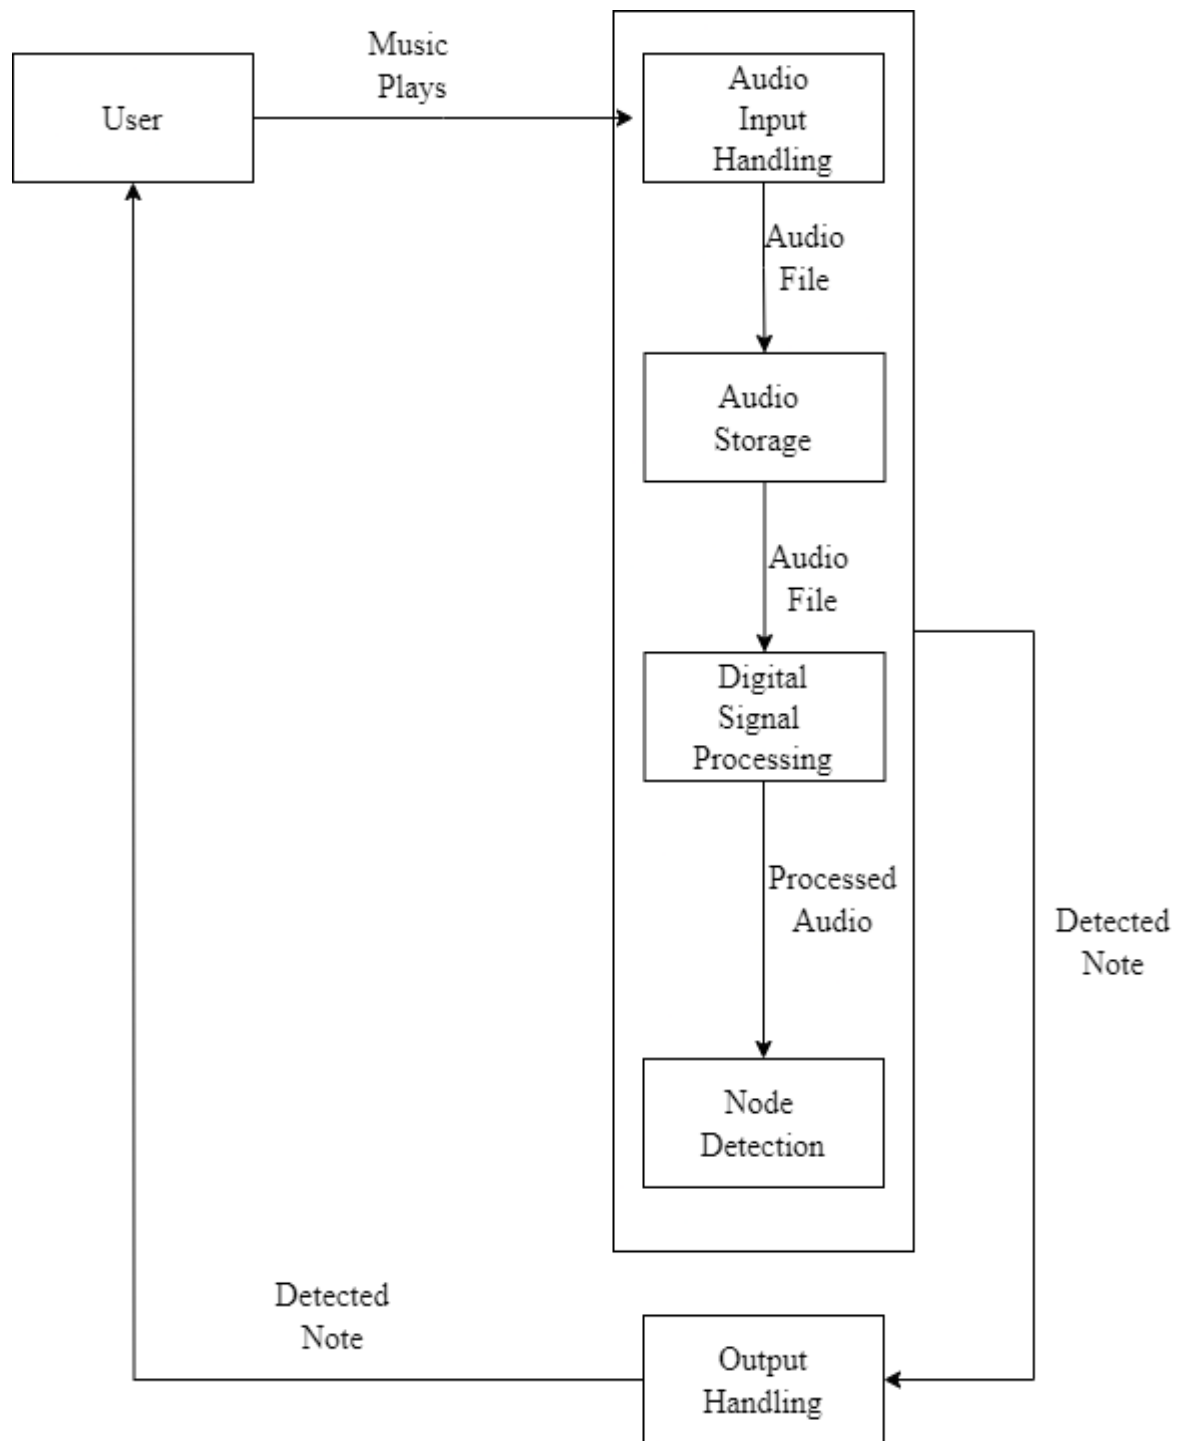 Music
Plays
User
Audio
Input
Handling
Audio
File
Audio
Storage
Audio
File
Digital
Signal
Processing
Processed
Audio
Detected
Note
Node
Detection
Detected
Note
Output
Handling